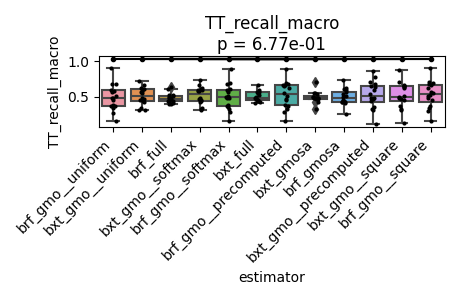 TT_recall_macro
p = 6.77e-01
TT_recall_macro
1.0
0.5
brf_gmo__uniform
bxt_gmo__uniform
brf_full
bxt_gmo__softmax
brf_gmo__softmax
bxt_full
brf_gmo__precomputed
bxt_gmosa
brf_gmosa
bxt_gmo__precomputed
bxt_gmo__square
brf_gmo__square
estimator